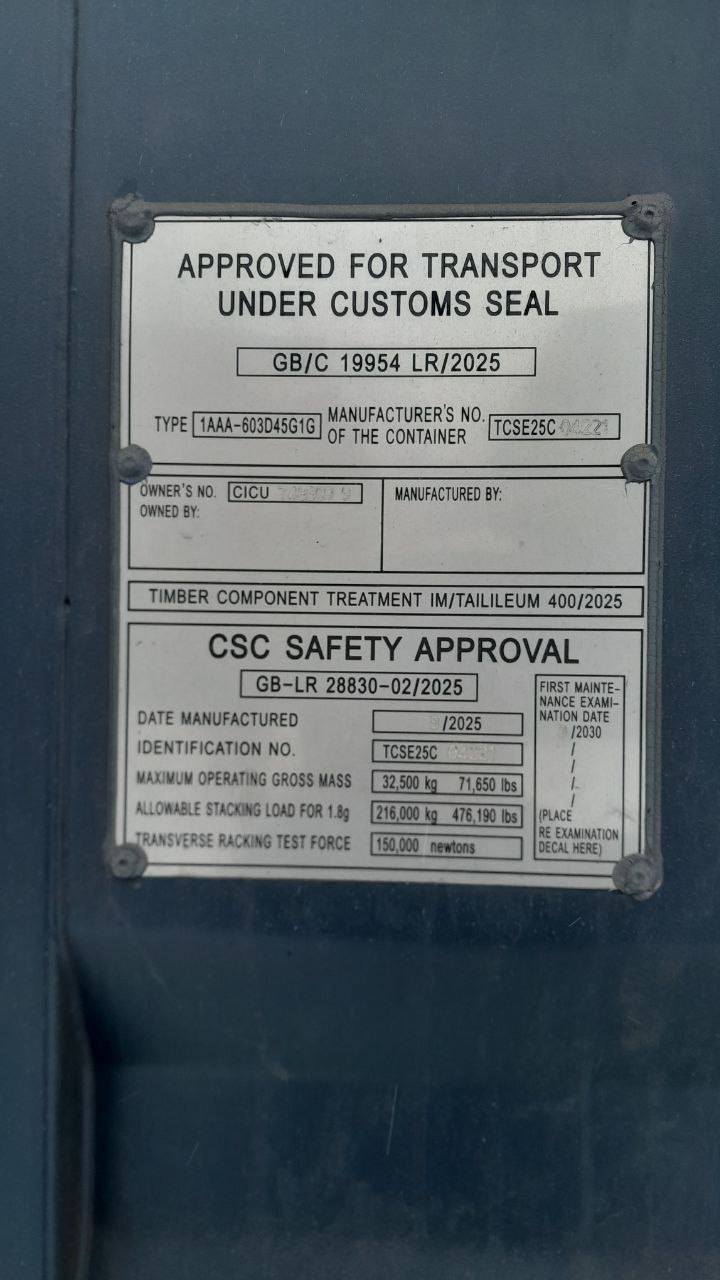 APPROVED FOR TRANSPORT
UNDER CUSTOMS SEAL
GB/C 19954 LR/2025
TYPE 1AAA-603D45G1G
MANUFACTURER'S NO.
OF THE CONTAINER
TCSE25C
OWNER'S NO. CICU
OWNED BY:
MANUFACTURED BY:
TIMBER COMPONENT TREATMENT IM/TAILILEUM 400/2025
CSC SAFETY APPROVAL
GB-LR 28830-02/2025
DATE MANUFACTURED /2025
IDENTIFICATION NO. TCSE25C
MAXIMUM OPERATING GROSS MASS 32,500 kg 71,650 lbs
ALLOWABLE STACKING LOAD FOR 1.8g 216,000 kg 476,190 lbs
TRANSVERSE RACKING TEST FORCE 150,000 newtons
FIRST MAINTE-
NANCE EXAMI-
NATION DATE
/2030
/
/
/
/
(PLACE
RE EXAMINATION
DECAL HERE)